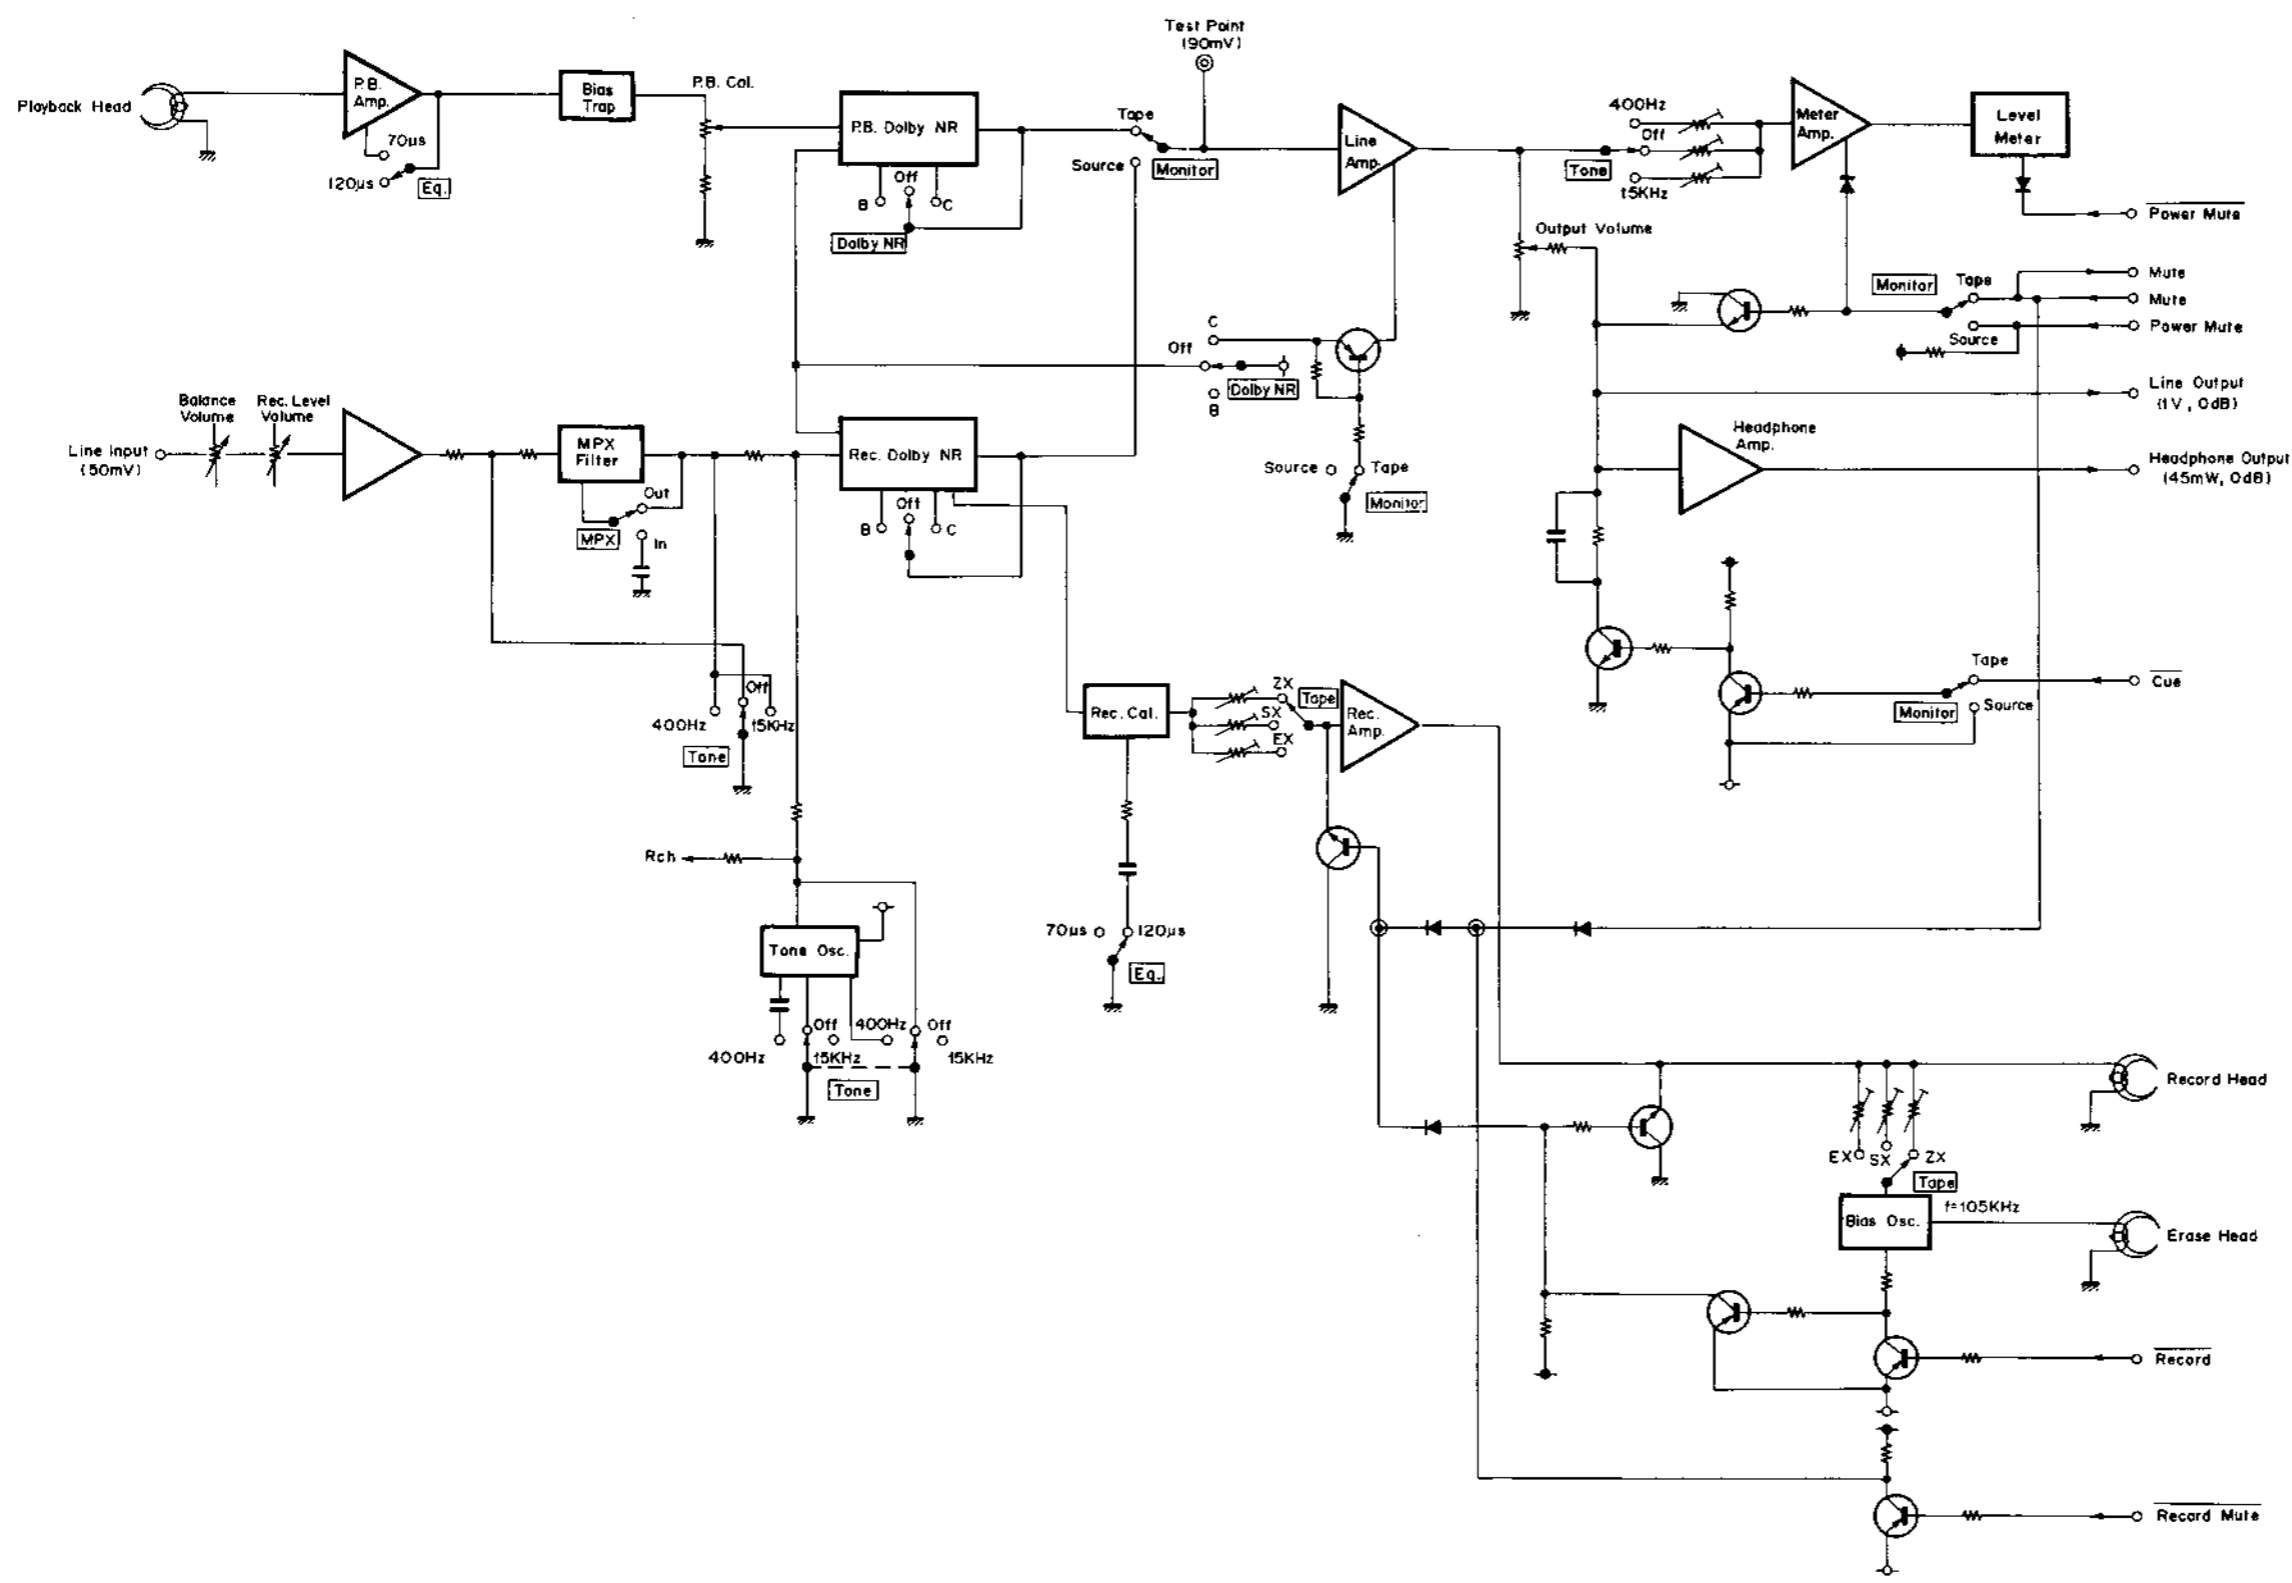 Test Point
(90mV)
Playback Head
P.B.
Amp.
70µs
120µs
Eq.
Bias
Trap
P.B. Cal.
P.B. Dolby NR
B
Off
C
Dolby NR
Tape
Source
Monitor
Line
Amp.
400Hz
Off
15KHz
Tone
Meter
Amp.
Level
Meter
Power Mute
Output Volume
Monitor
Tape
Source
Mute
Mute
Power Mute
Line Output
(1V, 0dB)
Headphone
Amp.
Headphone Output
(45mW, 0dB)
C
Off
B
Dolby NR
Source
Tape
Monitor
Balance
Volume
Rec. Level
Volume
Line Input
(50mV)
MPX
Filter
Out
MPX
In
Rec. Dolby NR
B
Off
C
400Hz
Off
15KHz
Tone
Rec. Cal.
ZX
SX
EX
Tape
Rec.
Amp.
Tape
Cue
Monitor
Source
Rch
Tone Osc.
400Hz
Off
15KHz
400Hz
Off
15KHz
Tone
70µs
120µs
Eq.
Record Head
EX
SX
ZX
Tape
Bias Osc.
f=105KHz
Erase Head
Record
Record Mute